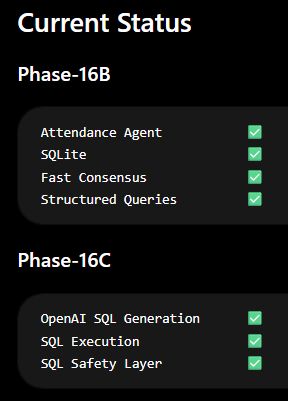 Current Status
Phase-16B
Attendance Agent ✅
SQLite ✅
Fast Consensus ✅
Structured Queries ✅
Phase-16C
OpenAI SQL Generation ✅
SQL Execution ✅
SQL Safety Layer ✅